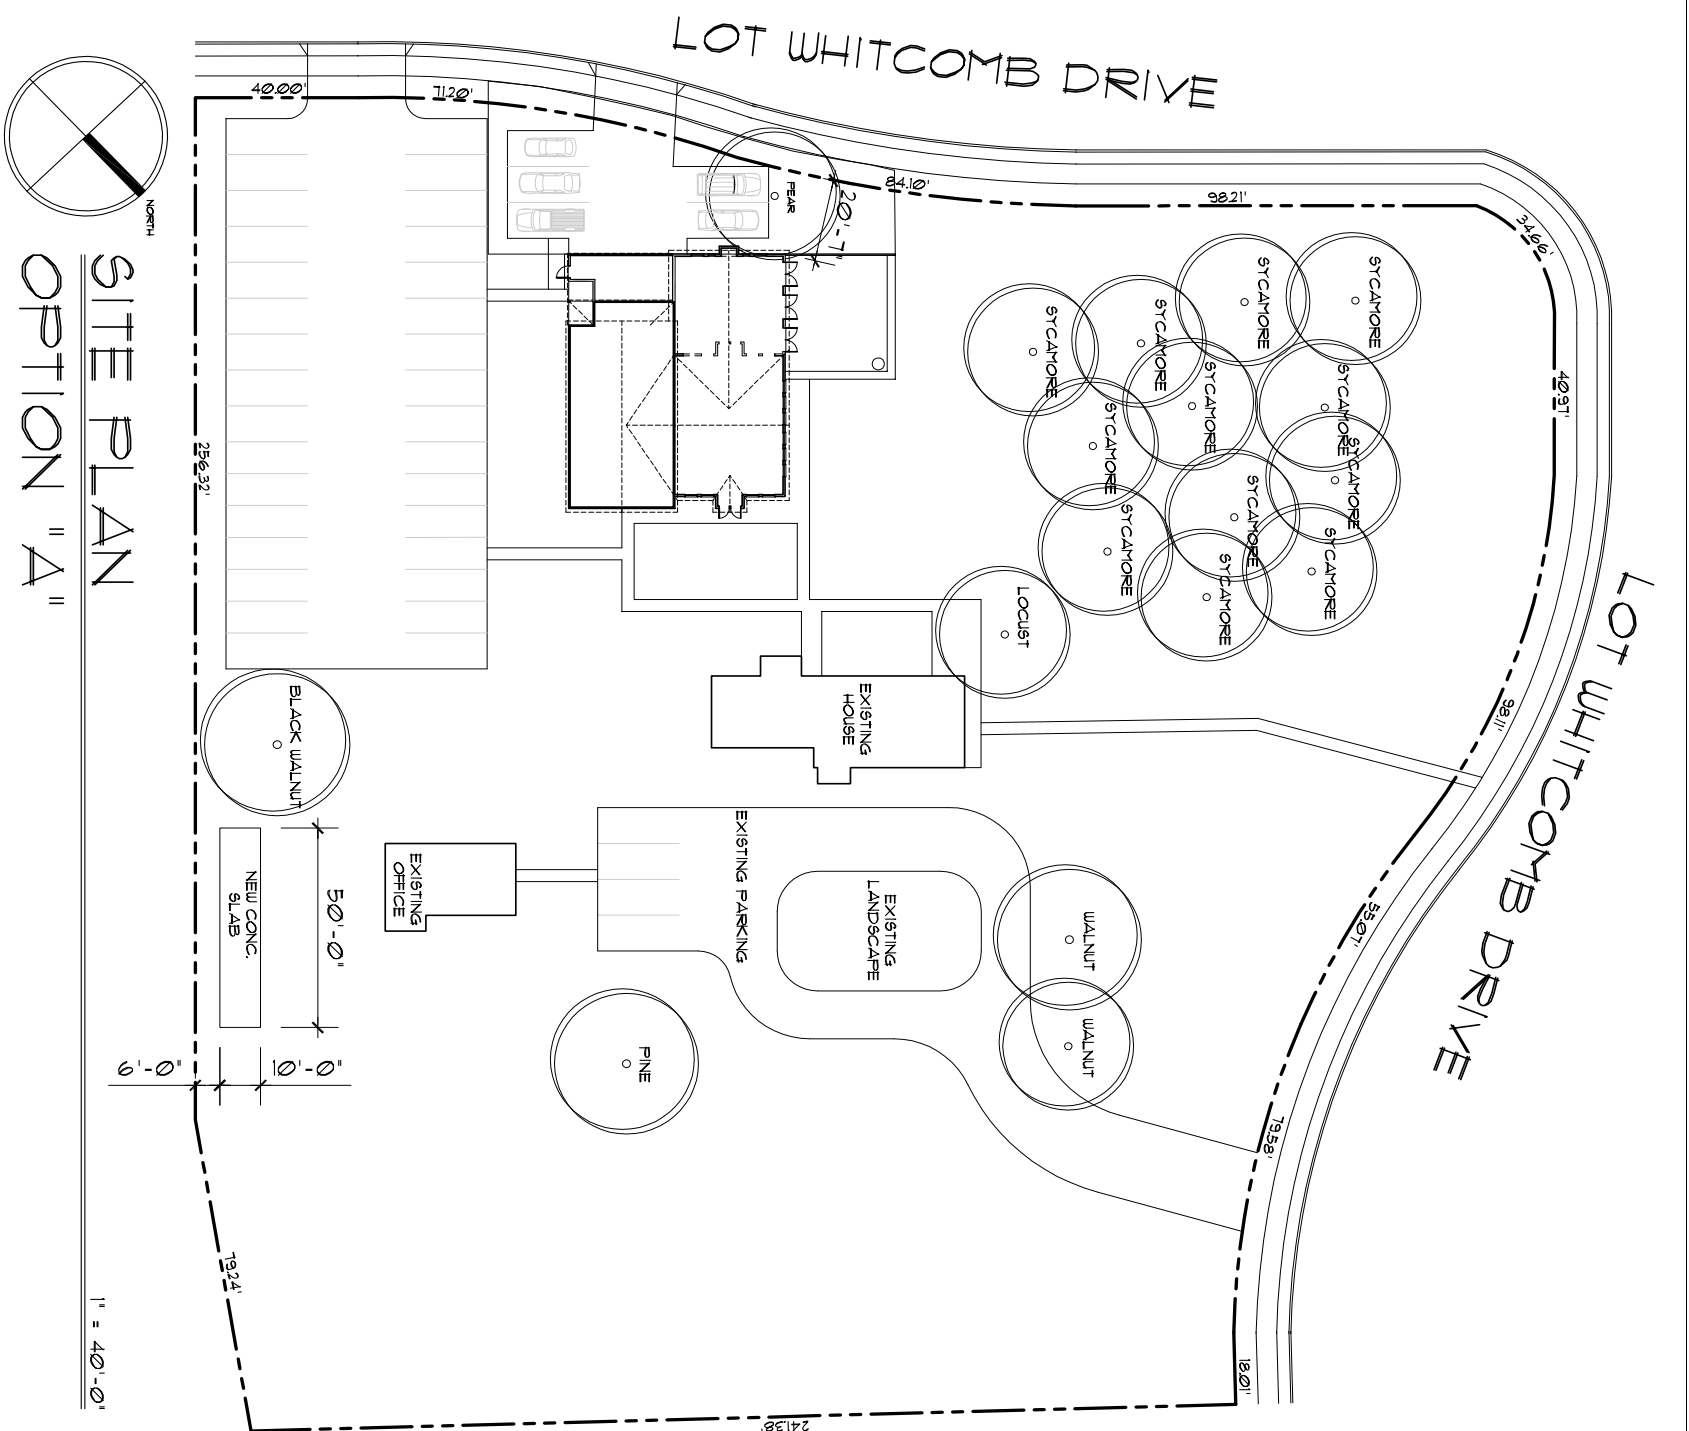 LOT WHITCOMB DRIVE
40.00'
71.20'
84.10'
98.21'
34.66'
40.97'
98.11'
55.07'
79.58'
18.01'
241.38'
79.24'
256.32'
NORTH
SITE PLAN
OPTION "A"
1" = 40'-0"
LOT WHITCOMB DRIVE
PEAR
20'-7"
SYCAMORE
SYCAMORE
SYCAMORE
SYCAMORE
SYCAMORE
SYCAMORE
SYCAMORE
SYCAMORE
SYCAMORE
SYCAMORE
SYCAMORE
SYCAMORE
LOCUST
EXISTING
HOUSE
BLACK WALNUT
NEW CONC.
SLAB
50'-0"
6'-0"
10'-0"
EXISTING
OFFICE
EXISTING PARKING
EXISTING
LANDSCAPE
WALNUT
WALNUT
PINE